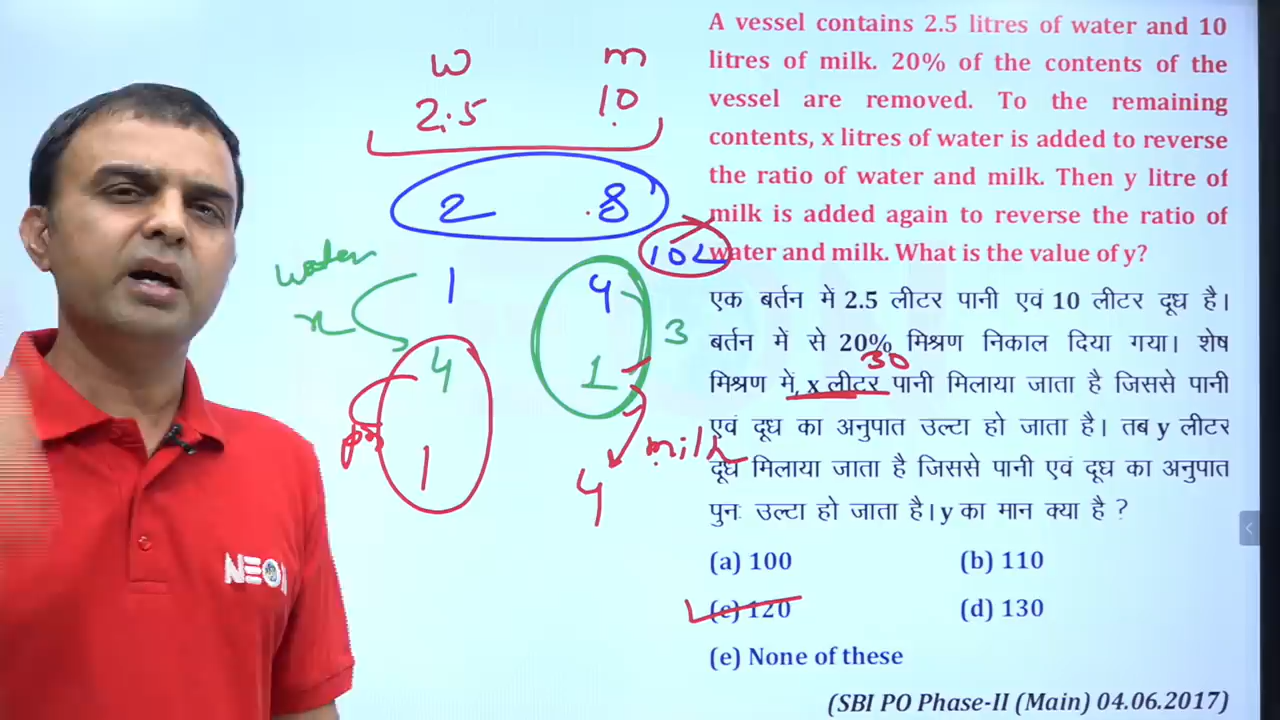 w m
2.5 10
2 8
10L
water
1 4
x
3
30
4 1
milk
1
4
A vessel contains 2.5 litres of water and 10
litres of milk. 20% of the contents of the
vessel are removed. To the remaining
contents, x litres of water is added to reverse
the ratio of water and milk. Then y litre of
milk is added again to reverse the ratio of
water and milk. What is the value of y?
एक बर्तन में 2.5 लीटर पानी एवं 10 लीटर दूध है।
बर्तन में से 20% मिश्रण निकाल दिया गया। शेष
मिश्रण में, x लीटर पानी मिलाया जाता है जिससे पानी
एवं दूध का अनुपात उल्टा हो जाता है। तब y लीटर
दूध मिलाया जाता है जिससे पानी एवं दूध का अनुपात
पुनः उल्टा हो जाता है। y का मान क्या है ?
(a) 100 (b) 110
(c) 120 (d) 130
(e) None of these
(SBI PO Phase-II (Main) 04.06.2017)
NEON